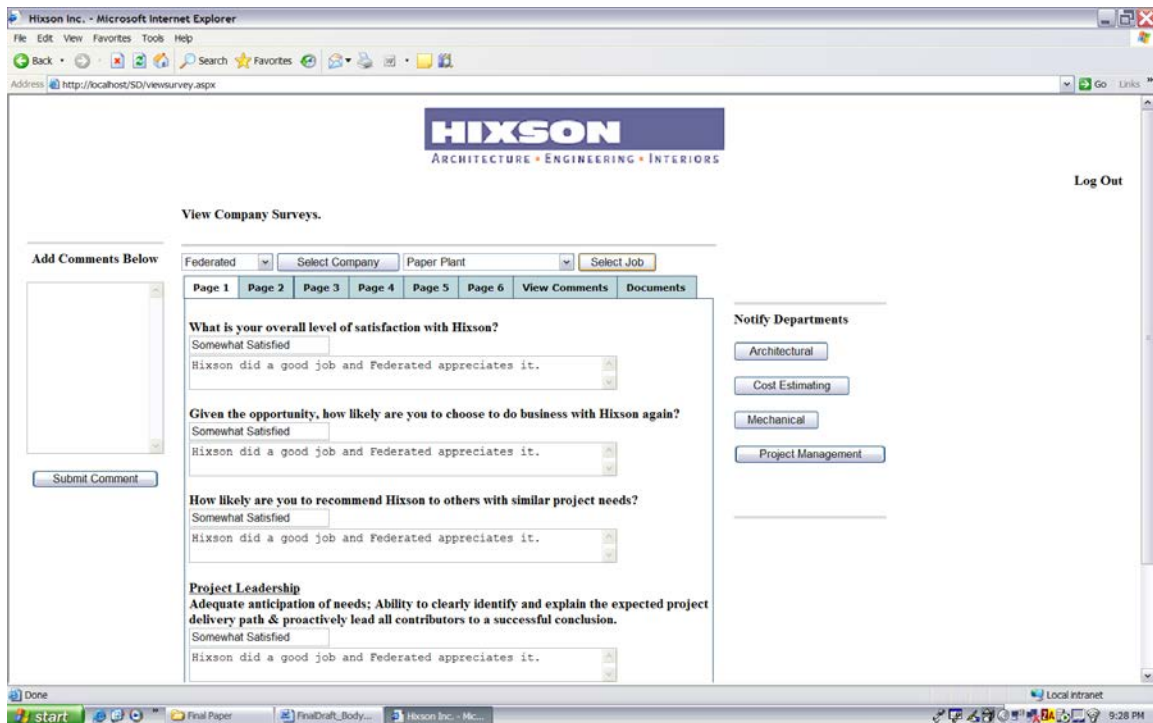 Hixson Inc. - Microsoft Internet Explorer
File Edit View Favorites Tools Help
Back Search Favorites
Address http://localhost/SD/viewsurvey.aspx Go Links »
HIXSON
ARCHITECTURE • ENGINEERING • INTERIORS
Log Out
View Company Surveys.
Add Comments Below
Submit Comment
Federated Select Company Paper Plant Select Job
Page 1 Page 2 Page 3 Page 4 Page 5 Page 6 View Comments Documents
What is your overall level of satisfaction with Hixson?
Somewhat Satisfied
Hixson did a good job and Federated appreciates it.
Given the opportunity, how likely are you to choose to do business with Hixson again?
Somewhat Satisfied
Hixson did a good job and Federated appreciates it.
How likely are you to recommend Hixson to others with similar project needs?
Somewhat Satisfied
Hixson did a good job and Federated appreciates it.
Project Leadership
Adequate anticipation of needs; Ability to clearly identify and explain the expected project
delivery path & proactively lead all contributors to a successful conclusion.
Somewhat Satisfied
Hixson did a good job and Federated appreciates it.
Notify Departments
Architectural
Cost Estimating
Mechanical
Project Management
Done Local intranet
start Final Paper FinalDraft_Body... Hixson Inc. - Mic... 9:28 PM